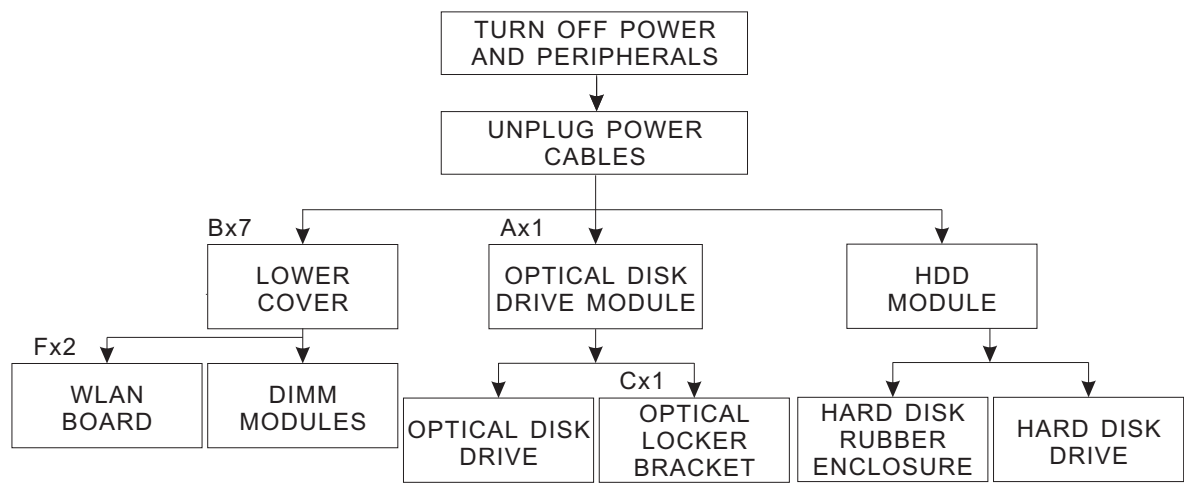 TURN OFF POWER
AND PERIPHERALS
UNPLUG POWER
CABLES
Bx7
LOWER
COVER
Ax1
OPTICAL DISK
DRIVE MODULE
HDD
MODULE
Fx2
WLAN
BOARD
DIMM
MODULES
OPTICAL DISK
DRIVE
Cx1
OPTICAL
LOCKER
BRACKET
HARD DISK
RUBBER
ENCLOSURE
HARD DISK
DRIVE